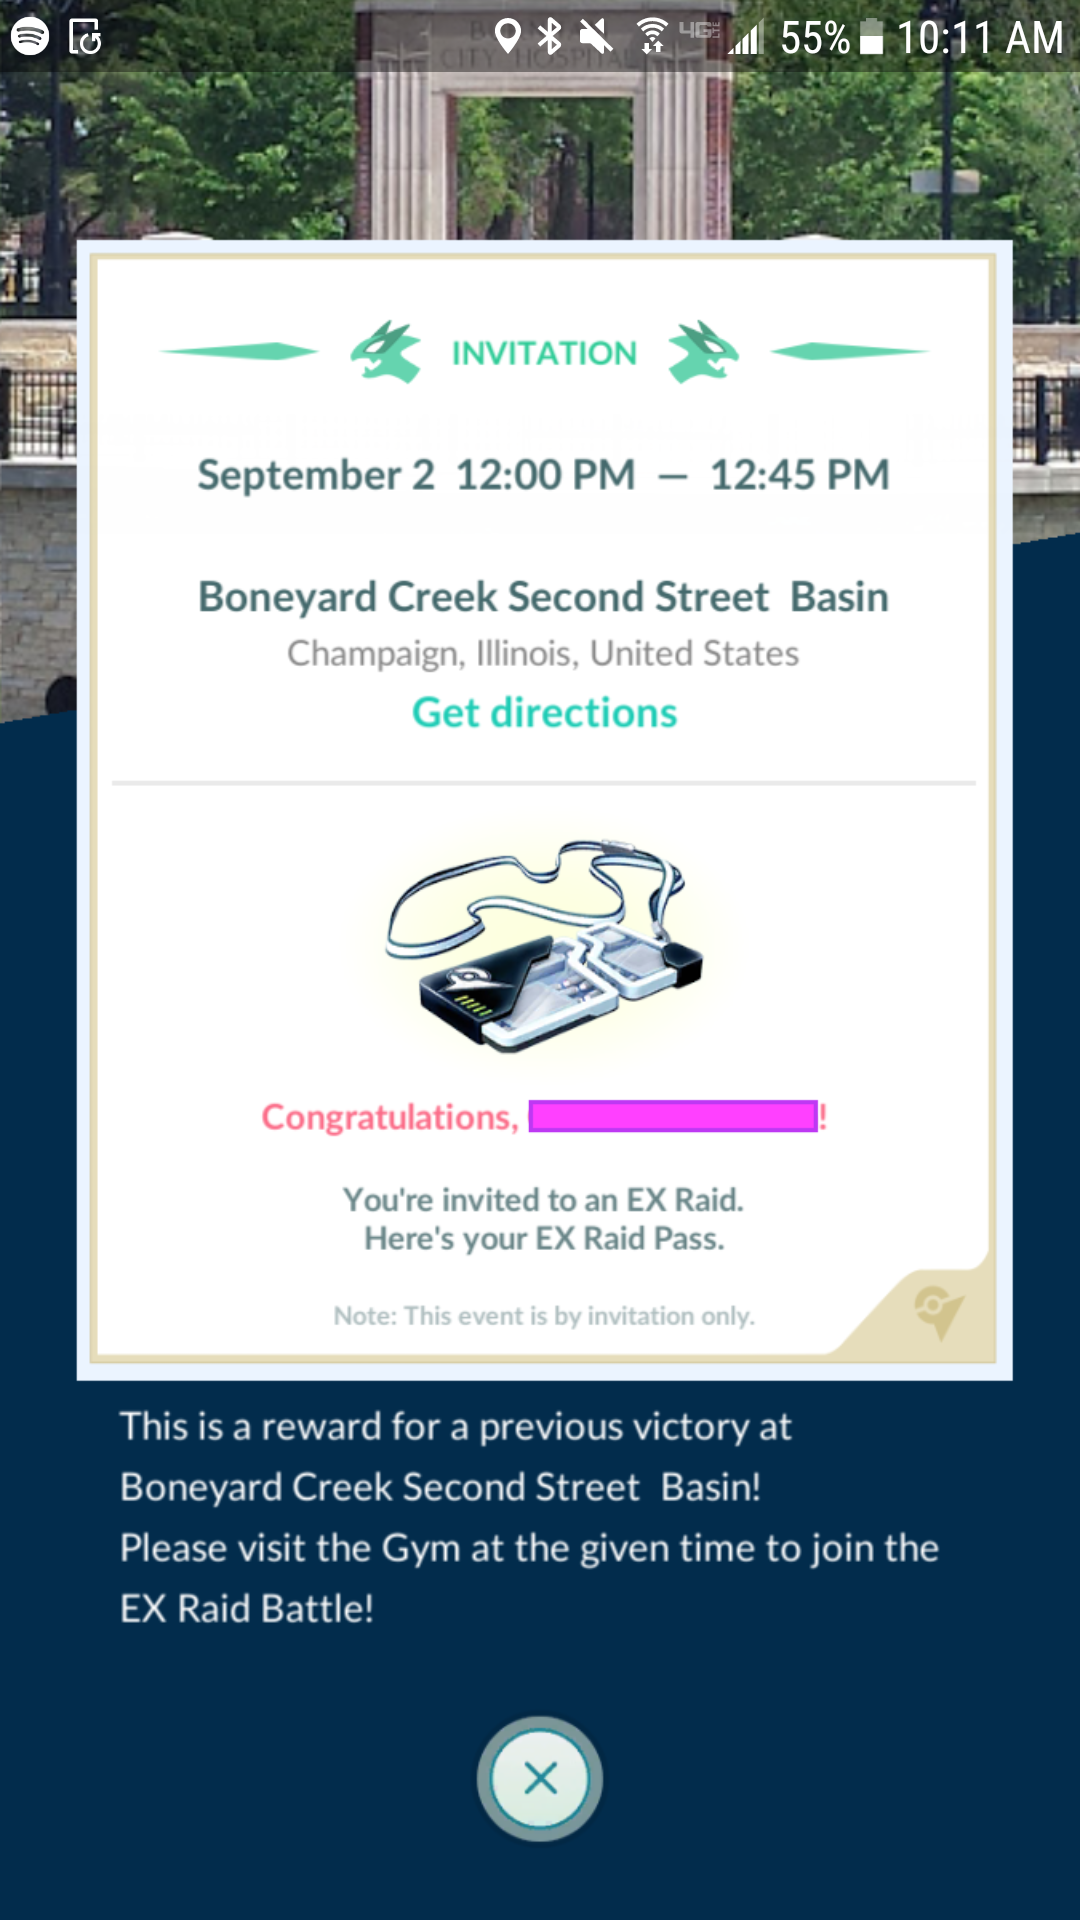 55% 10:11 AM
CITY HOSPITAL
INVITATION
September 2 12:00 PM — 12:45 PM
Boneyard Creek Second Street Basin
Champaign, Illinois, United States
Get directions
Congratulations, !
You're invited to an EX Raid.
Here's your EX Raid Pass.
Note: This event is by invitation only.
This is a reward for a previous victory at
Boneyard Creek Second Street Basin!
Please visit the Gym at the given time to join the
EX Raid Battle!